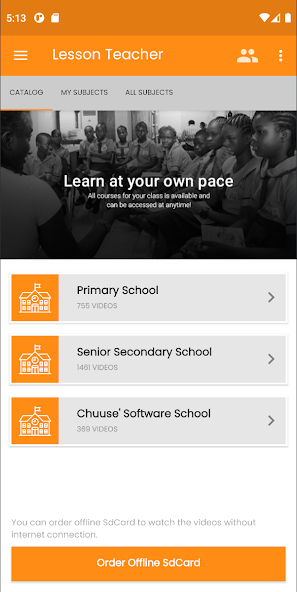 5:13
Lesson Teacher
CATALOG
MY SUBJECTS
ALL SUBJECTS
Learn at your own pace
All courses for your class is available and
can be accessed at anytime!
Primary School
755 VIDEOS
Senior Secondary School
1461 VIDEOS
Chuuse' Software School
389 VIDEOS
You can order offline SdCard to watch the videos without
internet connection.
Order Offline SdCard